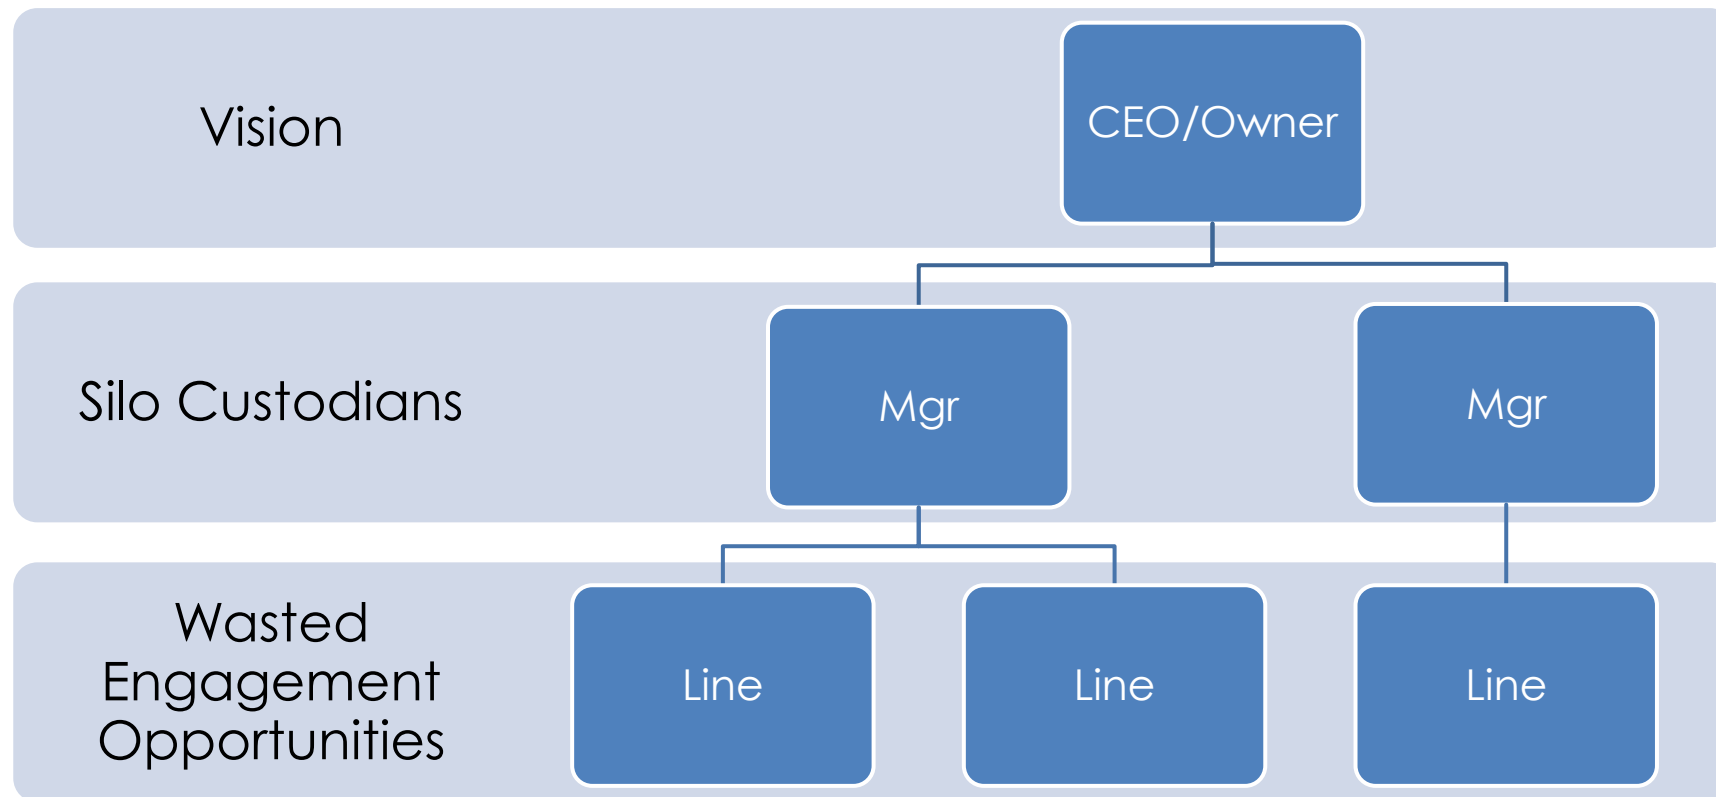 Vision
CEO/Owner
Silo Custodians
Mgr
Mgr
Wasted
Engagement
Opportunities
Line
Line
Line